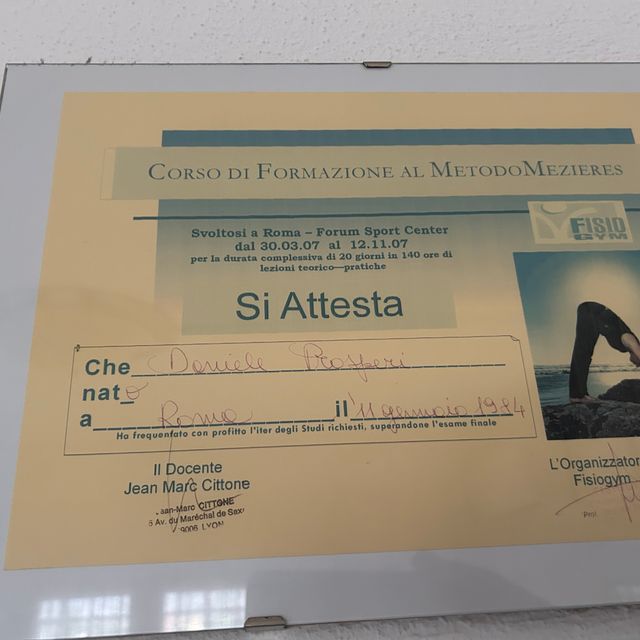 CORSO DI FORMAZIONE AL METODOMEZIERES
Svoltosi a Roma – Forum Sport Center
dal 30.03.07 al 12.11.07
per la durata complessiva di 20 giorni in 140 ore di
lezioni teorico—pratiche
FISIO
GYM
Si Attesta
Che Daniele Prosperi
nato
a Roma il 11 gennaio 1984
Ha frequentato con profitto l'iter degli Studi richiesti, superandone l'esame finale
Il Docente
Jean Marc Cittone
Jean-Marc CITTONE
Av. du Maréchal de Saxe
LYON
L'Organizzator
Fisiogym
Prof.